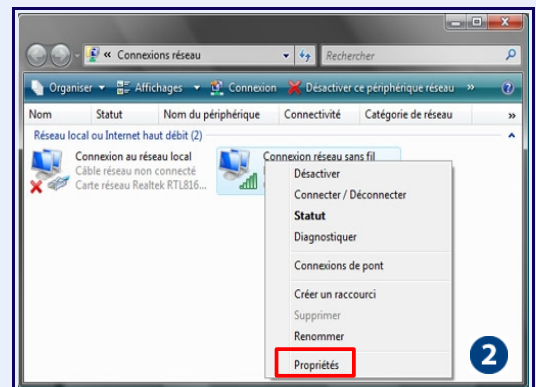 « Connexions réseau
Rechercher
Organiser Affichages Connexion Désactiver ce périphérique réseau »
Nom Statut Nom du périphérique Connectivité Catégorie de réseau »
Réseau local ou Internet haut débit (2)
Connexion au réseau local
Câble réseau non connecté
Carte réseau Realtek RTL816...
Connexion réseau sans fil
Désactiver
Connecter / Déconnecter
Statut
Diagnostiquer
Connexions de pont
Créer un raccourci
Supprimer
Renommer
Propriétés
2